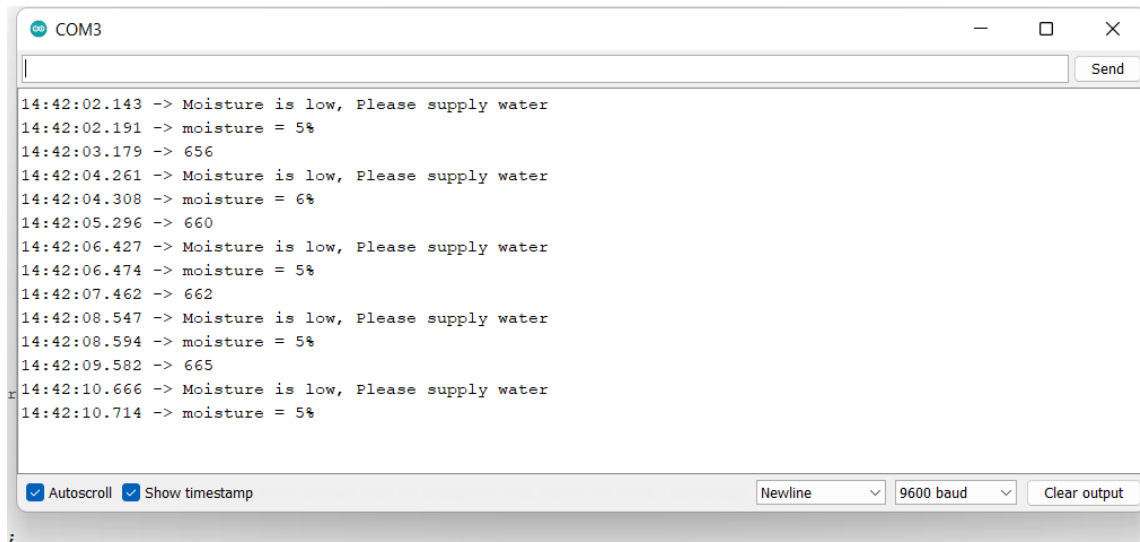 COM3
Send
14:42:02.143 -> Moisture is low, Please supply water
14:42:02.191 -> moisture = 5%
14:42:03.179 -> 656
14:42:04.261 -> Moisture is low, Please supply water
14:42:04.308 -> moisture = 6%
14:42:05.296 -> 660
14:42:06.427 -> Moisture is low, Please supply water
14:42:06.474 -> moisture = 5%
14:42:07.462 -> 662
14:42:08.547 -> Moisture is low, Please supply water
14:42:08.594 -> moisture = 5%
14:42:09.582 -> 665
r 14:42:10.666 -> Moisture is low, Please supply water
14:42:10.714 -> moisture = 5%
Autoscroll Show timestamp Newline 9600 baud Clear output
;